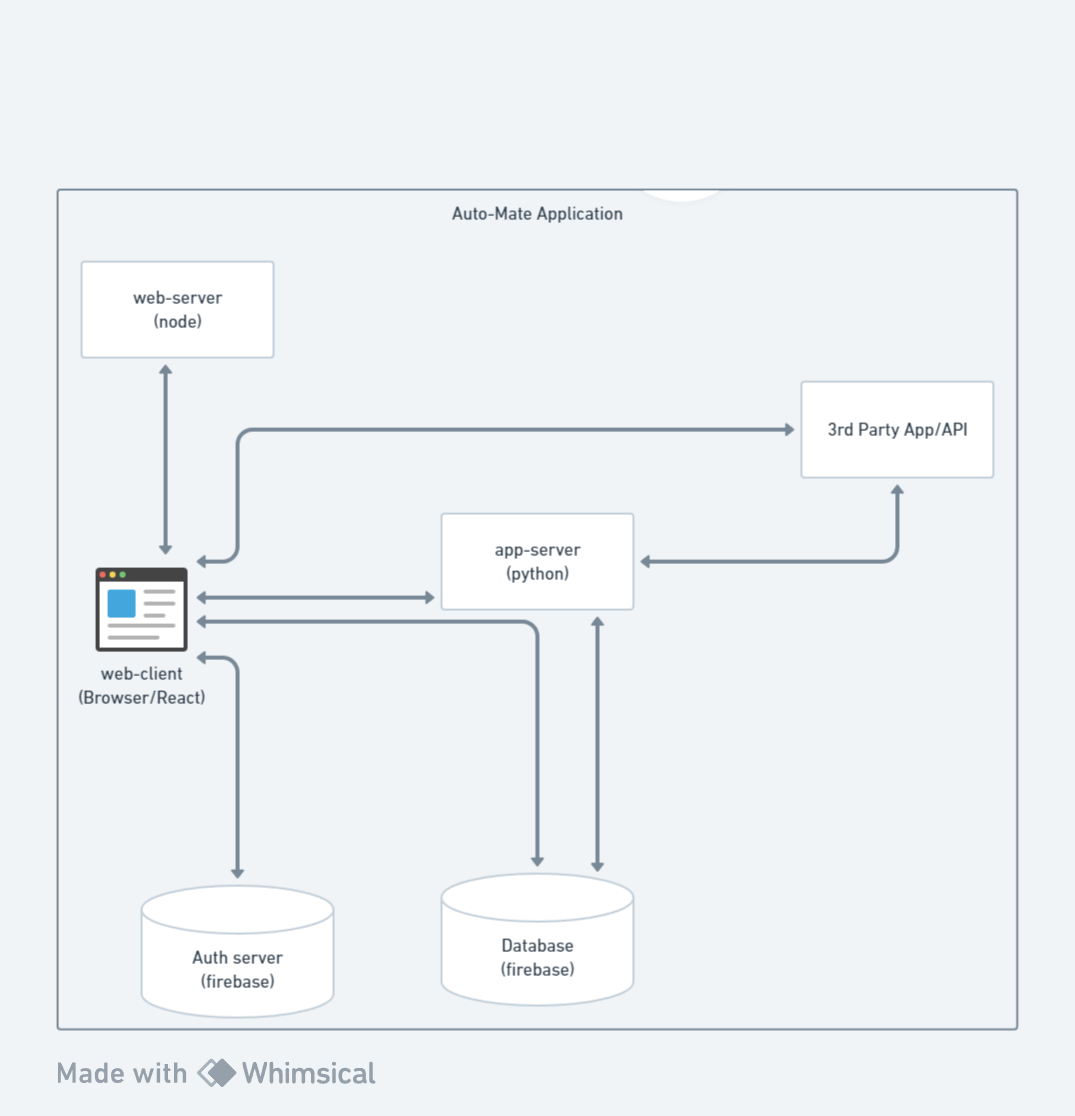 Auto-Mate Application
web-server
(node)
3rd Party App/API
app-server
(python)
web-client
(Browser/React)
Auth server
(firebase)
Database
(firebase)
Made with Whimsical